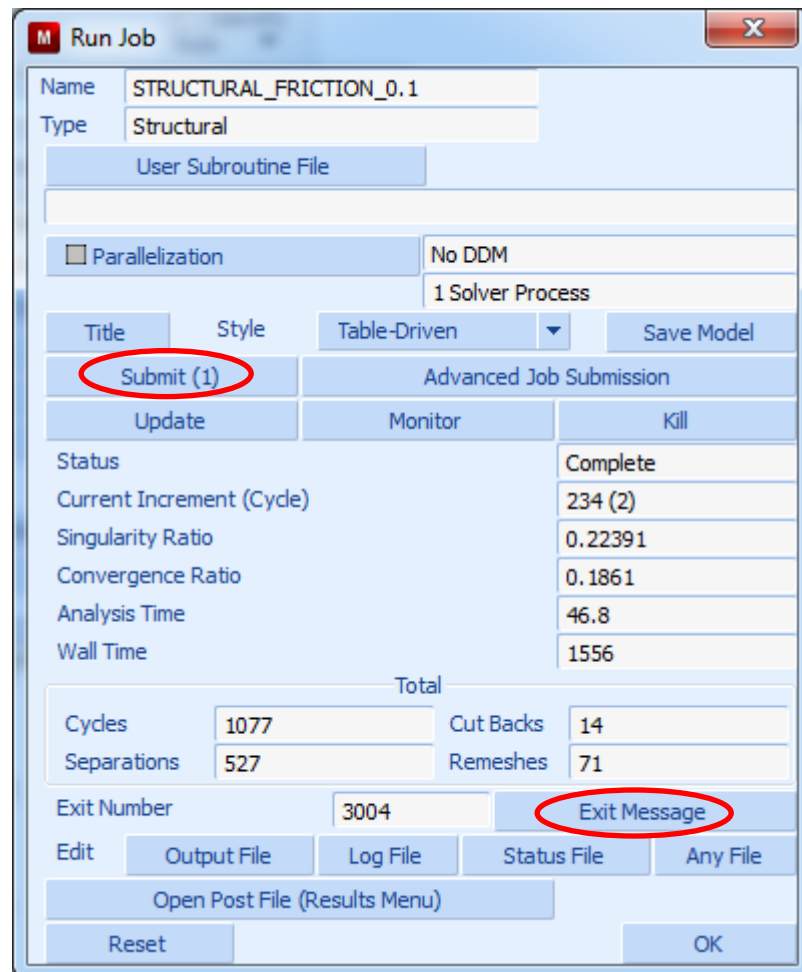 M Run Job
Name STRUCTURAL_FRICTION_0.1
Type Structural
User Subroutine File
Parallelization No DDM
1 Solver Process
Title Style Table-Driven Save Model
Submit (1) Advanced Job Submission
Update Monitor Kill
Status Complete
Current Increment (Cycle) 234 (2)
Singularity Ratio 0.22391
Convergence Ratio 0.1861
Analysis Time 46.8
Wall Time 1556
Total
Cycles 1077 Cut Backs 14
Separations 527 Remeshes 71
Exit Number 3004 Exit Message
Edit Output File Log File Status File Any File
Open Post File (Results Menu)
Reset OK